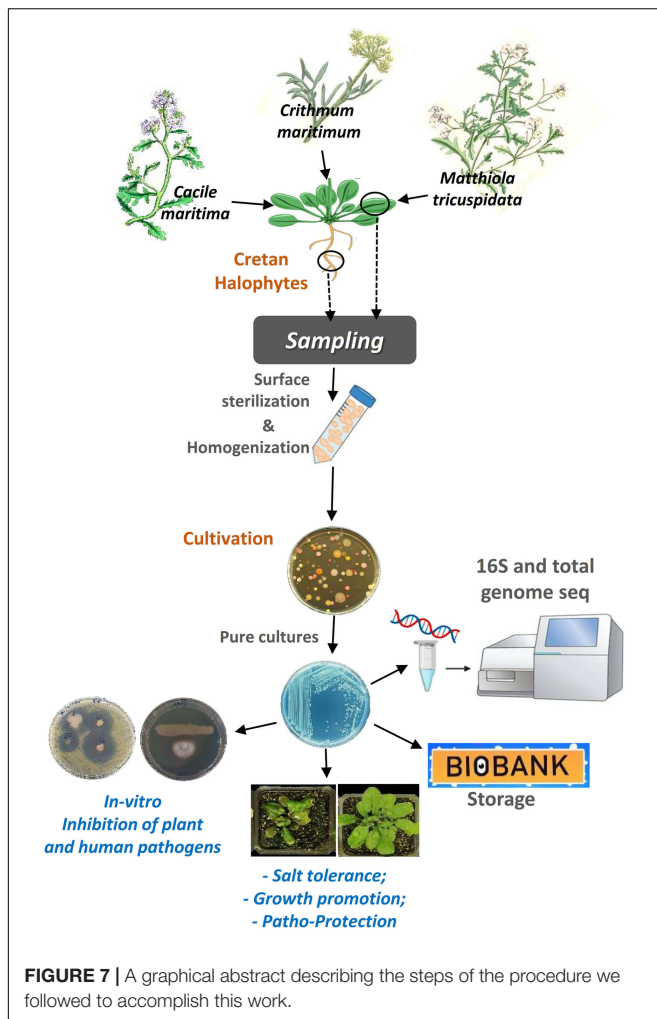 Crithmum
maritimum
Cacile
maritima
Matthiola
tricuspidata
Cretan
Halophytes
Sampling
Surface
sterilization
&
Homogenization
Cultivation
16S and total
genome seq
Pure cultures
BIOBANK
Storage
In-vitro
Inhibition of plant
and human pathogens
- Salt tolerance;
- Growth promotion;
- Patho-Protection
FIGURE 7 | A graphical abstract describing the steps of the procedure we
followed to accomplish this work.